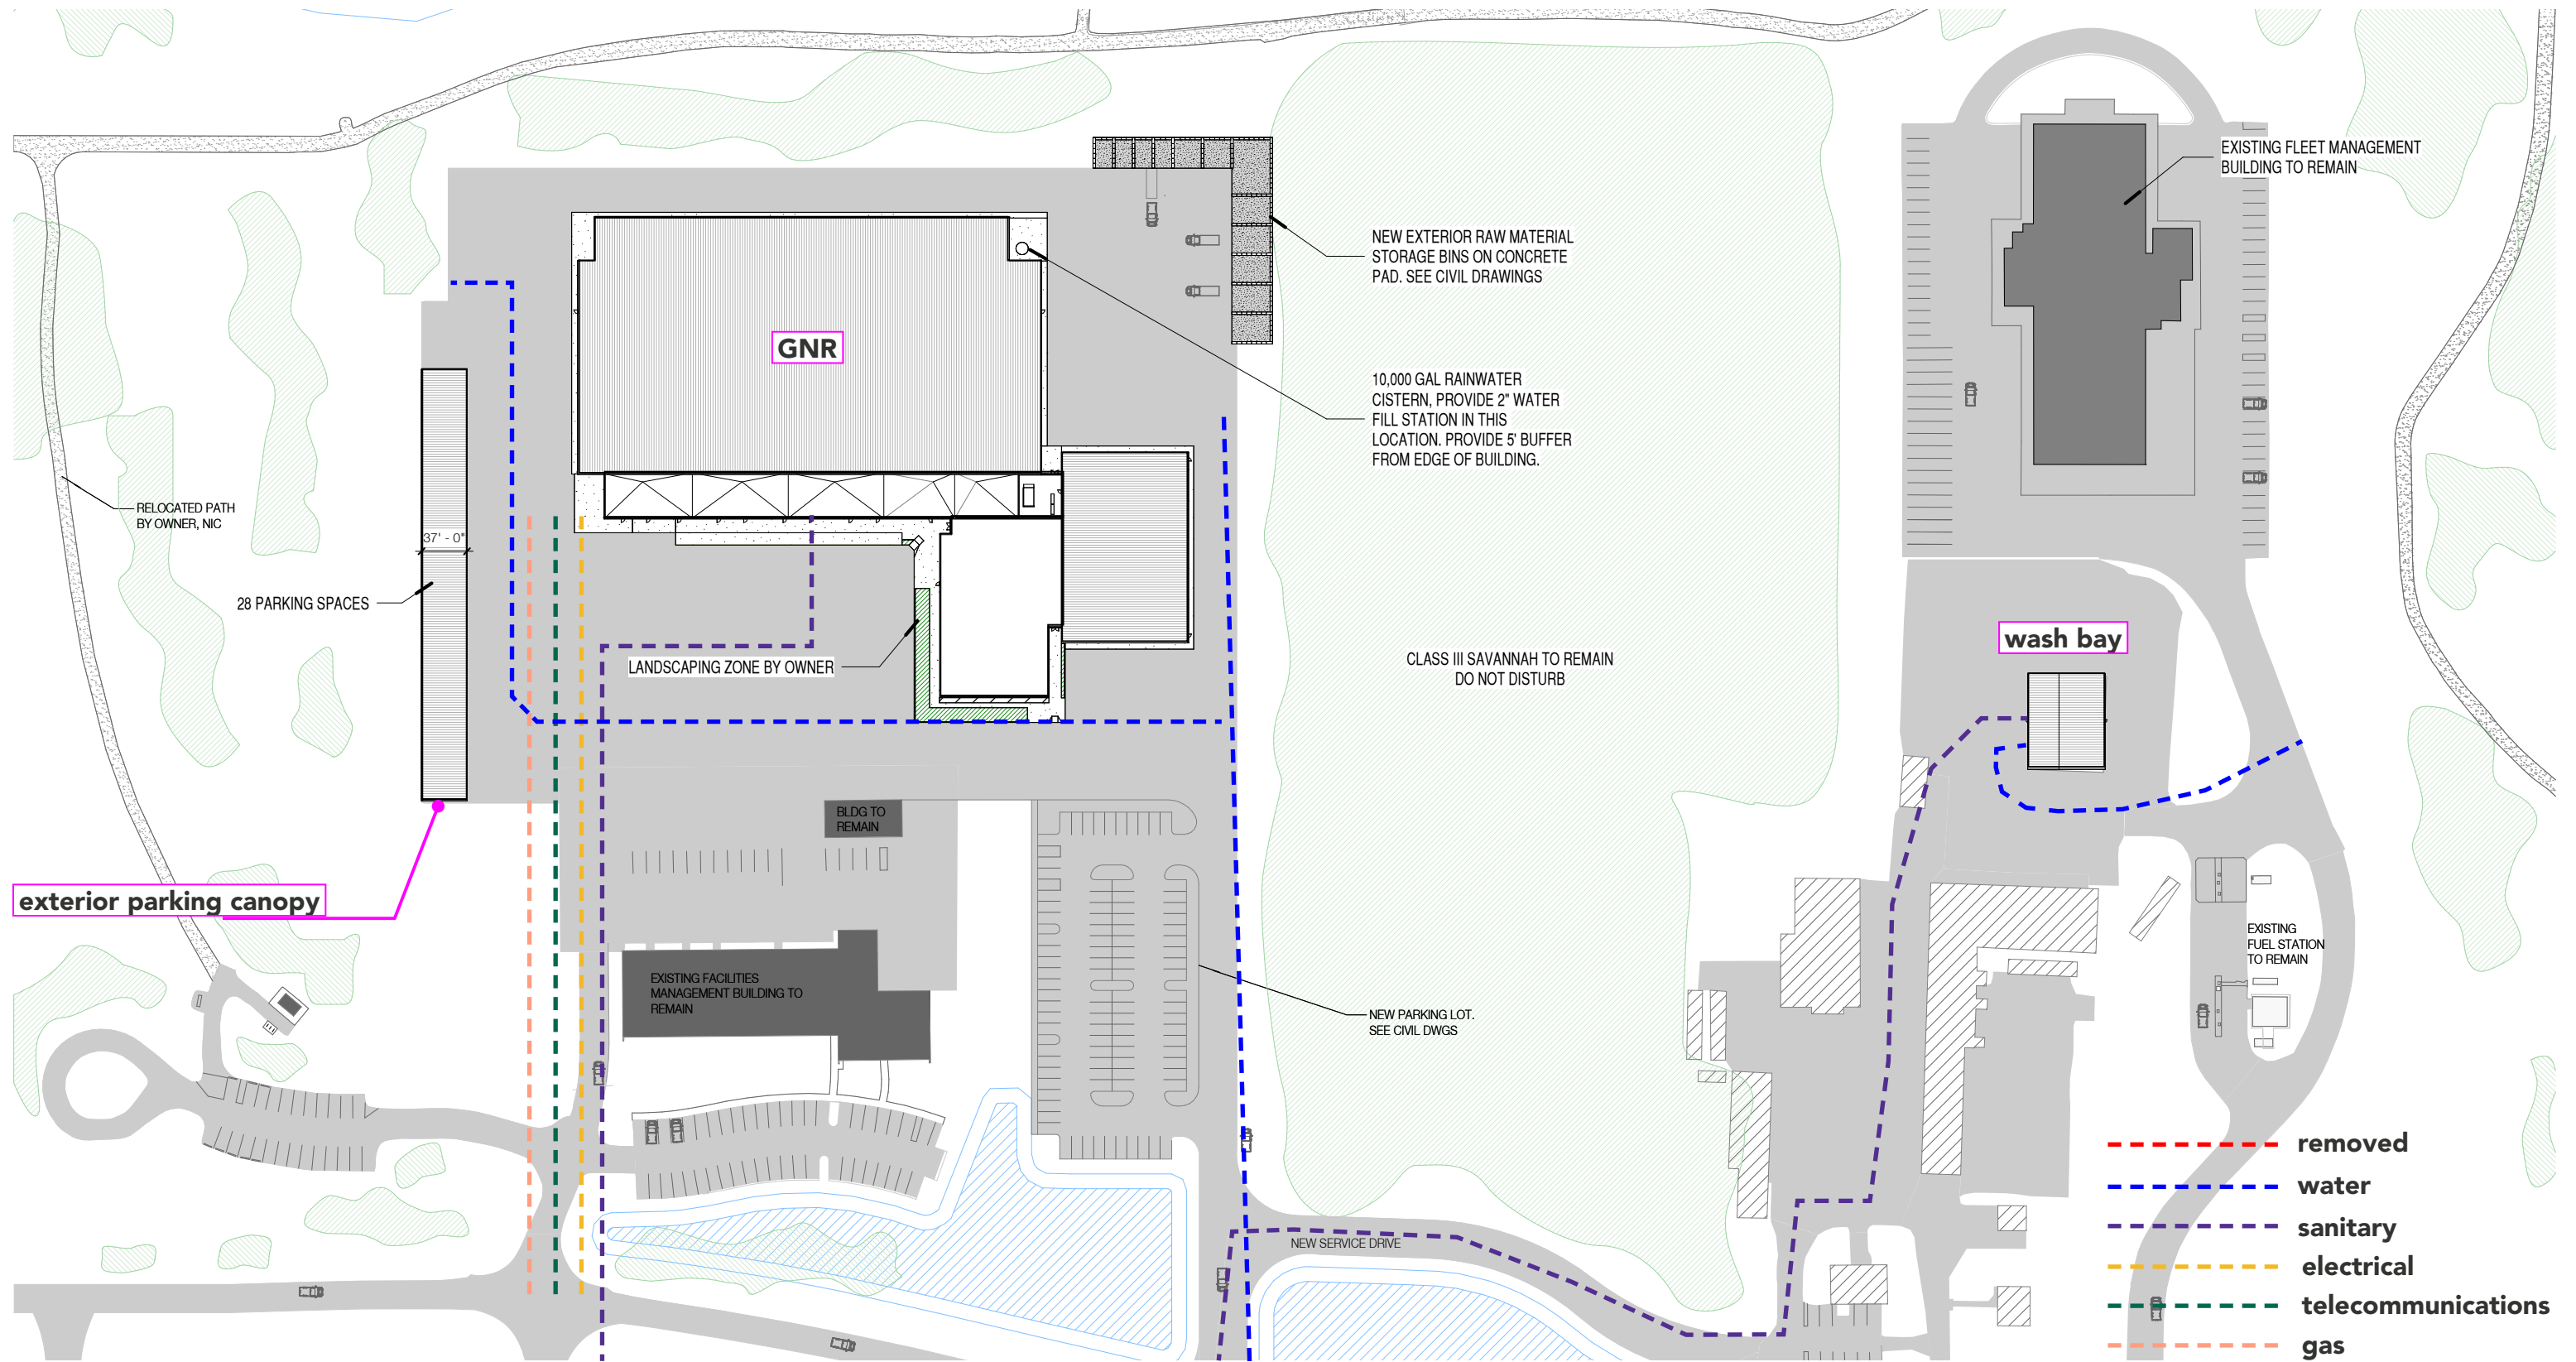 EXISTING FLEET MANAGEMENT
BUILDING TO REMAIN
NEW EXTERIOR RAW MATERIAL
STORAGE BINS ON CONCRETE
PAD. SEE CIVIL DRAWINGS
GNR
10,000 GAL RAINWATER
CISTERN, PROVIDE 2" WATER
FILL STATION IN THIS
LOCATION. PROVIDE 5' BUFFER
FROM EDGE OF BUILDING.
RELOCATED PATH
BY OWNER, NIC
37' - 0"
28 PARKING SPACES
LANDSCAPING ZONE BY OWNER
CLASS III SAVANNAH TO REMAIN
DO NOT DISTURB
wash bay
BLDG TO
REMAIN
exterior parking canopy
EXISTING FACILITIES
MANAGEMENT BUILDING TO
REMAIN
EXISTING
FUEL STATION
TO REMAIN
NEW PARKING LOT.
SEE CIVIL DWGS
NEW SERVICE DRIVE
removed
water
sanitary
electrical
telecommunications
gas